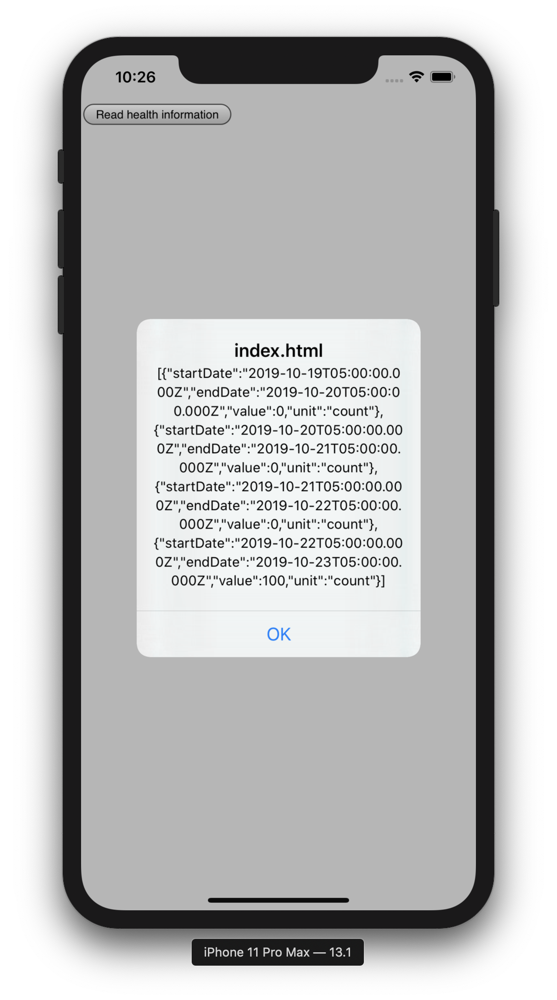 10:26
Read health information
index.html
[{"startDate":"2019-10-19T05:00:00.0
00Z","endDate":"2019-10-20T05:00:0
0.000Z","value":0,"unit":"count"},
{"startDate":"2019-10-20T05:00:00.00
0Z","endDate":"2019-10-21T05:00:00.
000Z","value":0,"unit":"count"},
{"startDate":"2019-10-21T05:00:00.00
0Z","endDate":"2019-10-22T05:00:00.
000Z","value":0,"unit":"count"},
{"startDate":"2019-10-22T05:00:00.00
0Z","endDate":"2019-10-23T05:00:00.
000Z","value":100,"unit":"count"}]
OK
iPhone 11 Pro Max — 13.1